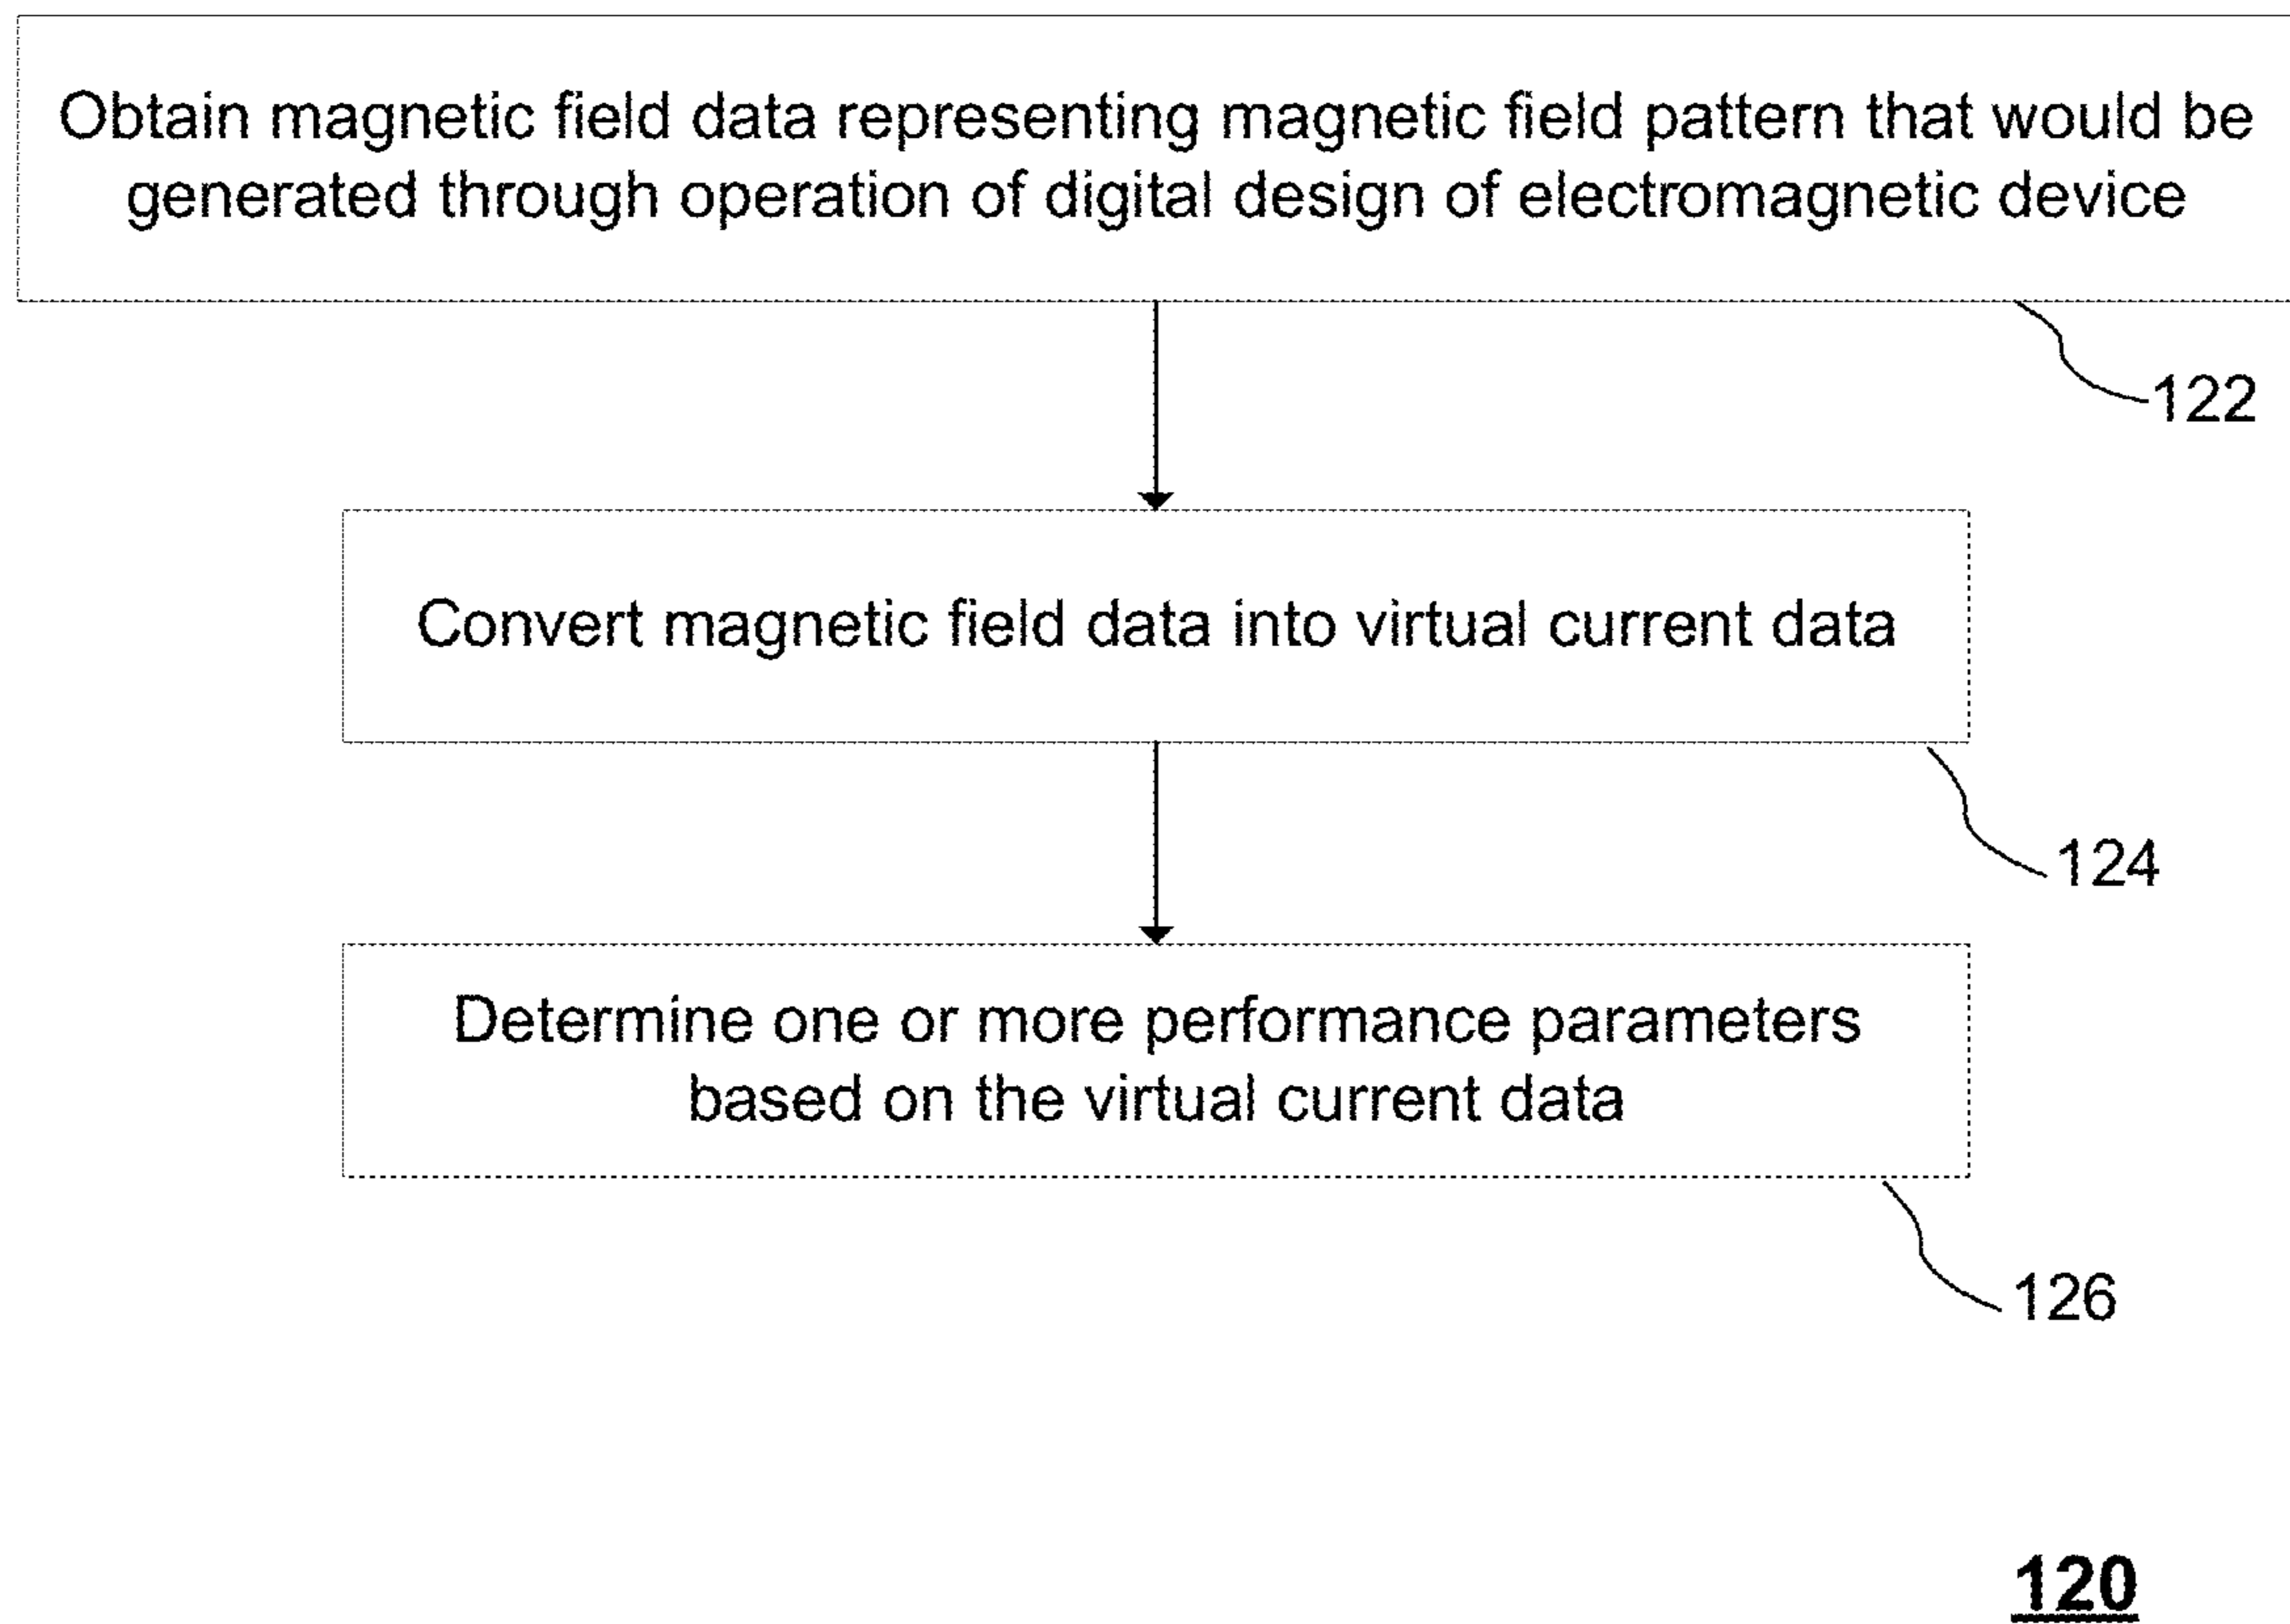 Obtain magnetic field data representing magnetic field pattern that would be
generated through operation of digital design of electromagnetic device
122
Convert magnetic field data into virtual current data
124
Determine one or more performance parameters
based on the virtual current data
126
120